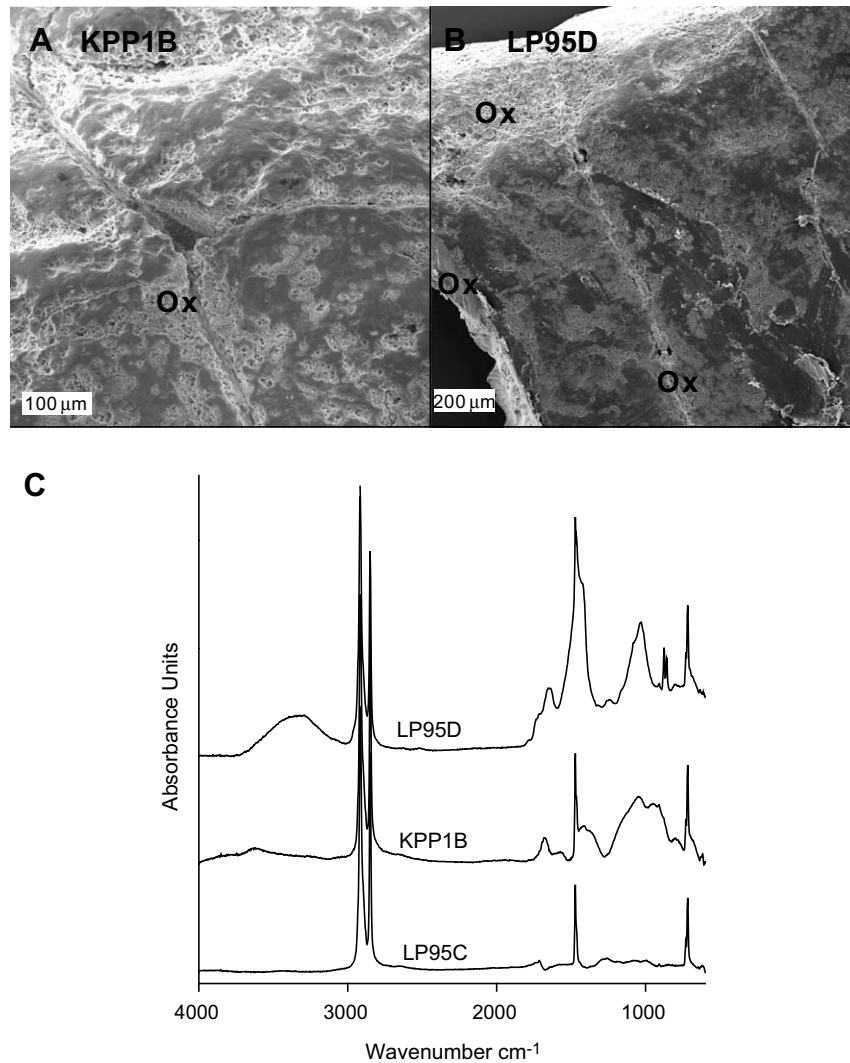 A KPP1B
Ox
100 μm
B LP95D
Ox
Ox
Ox
200 μm
C
Absorbance Units
LP95D
KPP1B
LP95C
4000 3000 2000 1000
Wavenumber cm-1